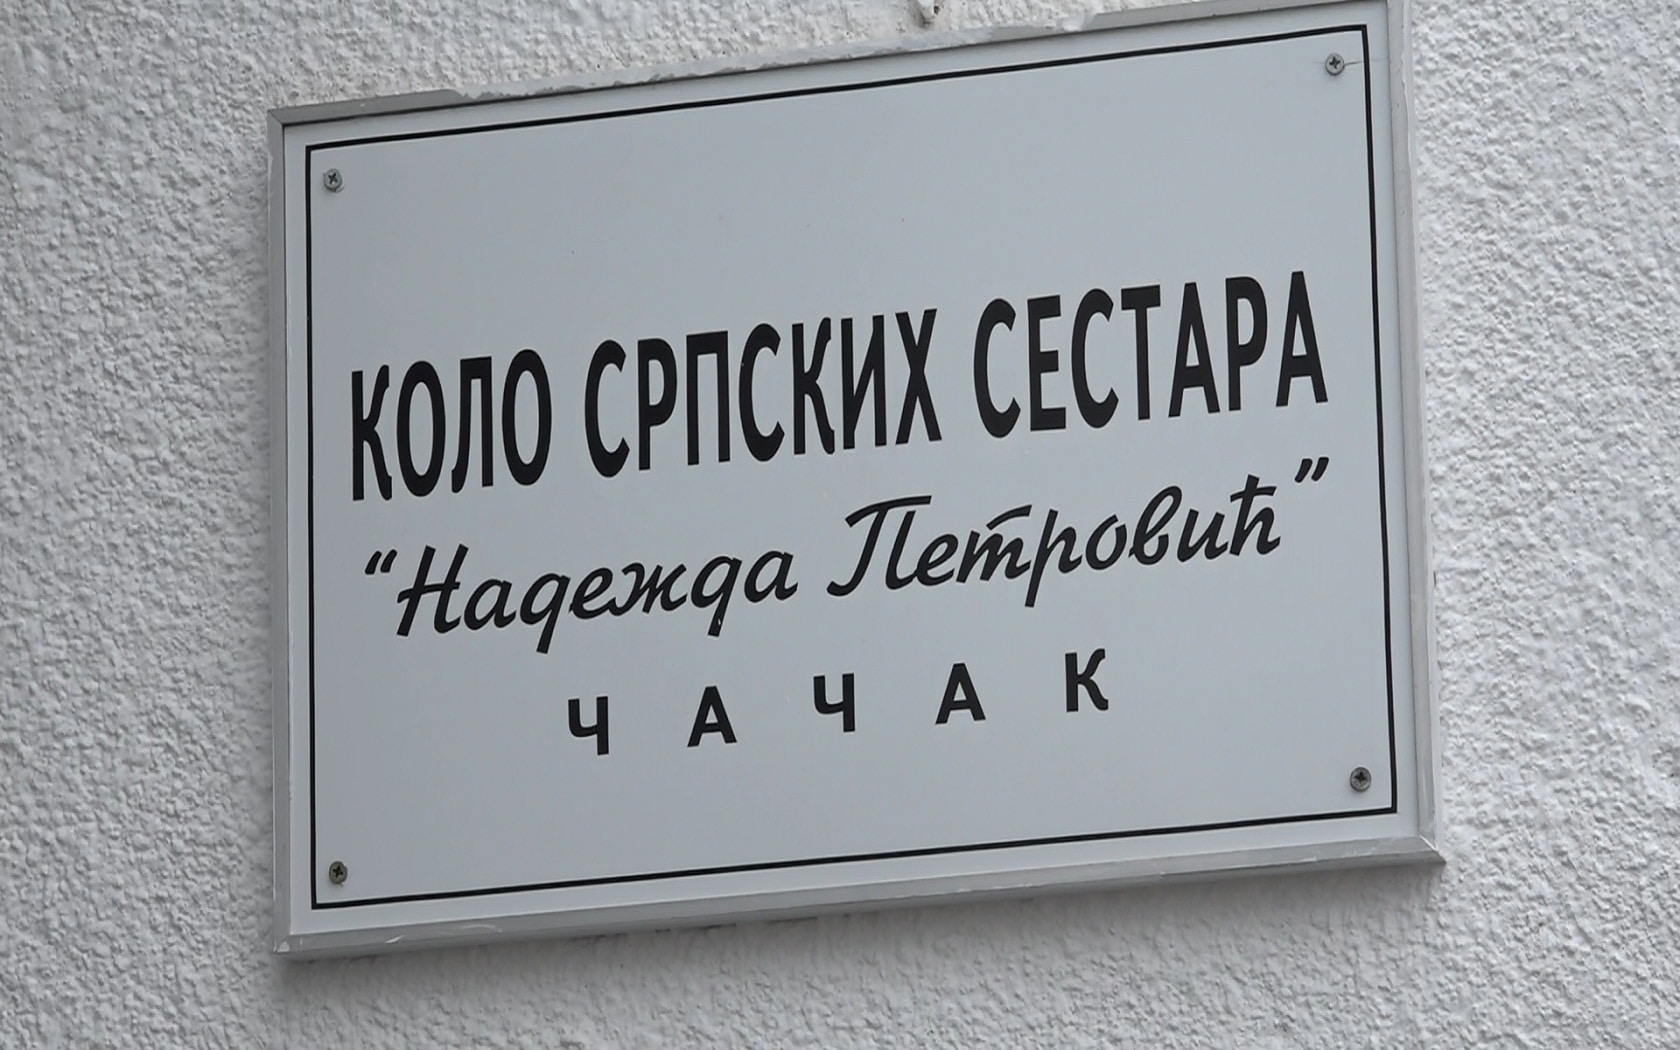 КОЛО СРПСКИХ СЕСТАРА
“Надежда Петровић”
ЧАЧАК